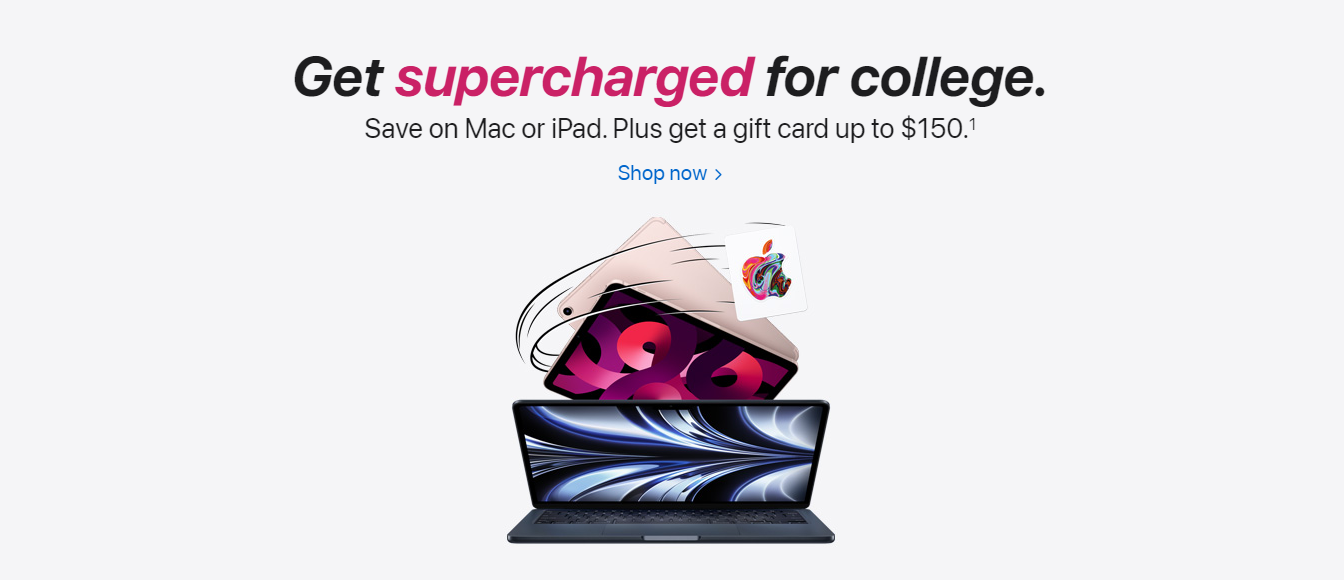 Get supercharged for college.
Save on Mac or iPad. Plus get a gift card up to $150.¹
Shop now >